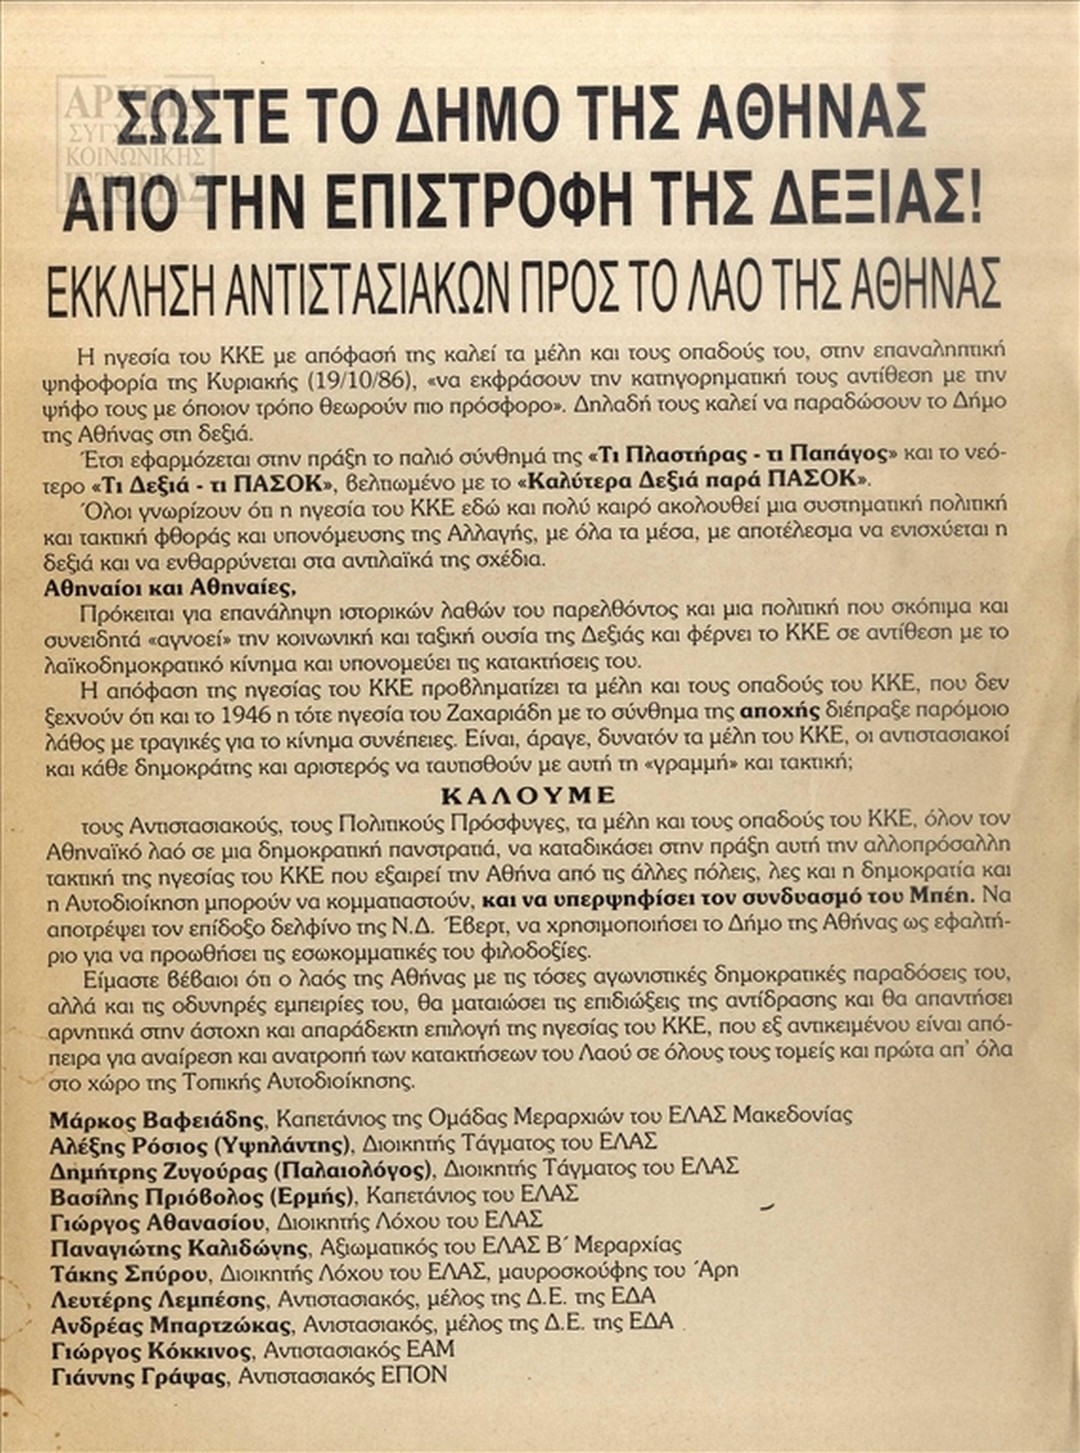 ΑΡΧΕΙΑ
ΣΥΓΧΡΟΝΗΣ
ΚΟΙΝΩΝΙΚΗΣ
ΙΣΤΟΡΙΑΣ
ΣΩΣΤΕ ΤΟ ΔΗΜΟ ΤΗΣ ΑΘΗΝΑΣ
ΑΠΟ ΤΗΝ ΕΠΙΣΤΡΟΦΗ ΤΗΣ ΔΕΞΙΑΣ!
ΕΚΚΛΗΣΗ ΑΝΤΙΣΤΑΣΙΑΚΩΝ ΠΡΟΣ ΤΟ ΛΑΟ ΤΗΣ ΑΘΗΝΑΣ
Η ηγεσία του ΚΚΕ με απόφασή της καλεί τα μέλη και τους οπαδούς του, στην επαναληπτική
ψηφοφορία της Κυριακής (19/10/86), «να εκφράσουν την κατηγορηματική τους αντίθεση με την
ψήφο τους με όποιον τρόπο θεωρούν πιο πρόσφορο». Δηλαδή τους καλεί να παραδώσουν το Δήμο
της Αθήνας στη δεξιά.
Έτσι εφαρμόζεται στην πράξη το παλιό σύνθημά της «Τι Πλαστήρας - τι Παπάγος» και το νεό-
τερο «Τι Δεξιά - τι ΠΑΣΟΚ», βελτιωμένο με το «Καλύτερα Δεξιά παρά ΠΑΣΟΚ».
Όλοι γνωρίζουν ότι η ηγεσία του ΚΚΕ εδώ και πολύ καιρό ακολουθεί μια συστηματική πολιτική
και τακτική φθοράς και υπονόμευσης της Αλλαγής, με όλα τα μέσα, με αποτέλεσμα να ενισχύεται η
δεξιά και να ενθαρρύνεται στα αντιλαϊκά της σχέδια.
Αθηναίοι και Αθηναίες,
Πρόκειται για επανάληψη ιστορικών λαθών του παρελθόντος και μια πολιτική που σκόπιμα και
συνειδητά «αγνοεί» την κοινωνική και ταξική ουσία της Δεξιάς και φέρνει το ΚΚΕ σε αντίθεση με το
λαϊκοδημοκρατικό κίνημα και υπονομεύει τις κατακτήσεις του.
Η απόφαση της ηγεσίας του ΚΚΕ προβληματίζει τα μέλη και τους οπαδούς του ΚΚΕ, που δεν
ξεχνούν ότι και το 1946 η τότε ηγεσία του Ζαχαριάδη με το σύνθημα της αποχής διέπραξε παρόμοιο
λάθος με τραγικές για το κίνημα συνέπειες. Είναι, άραγε, δυνατόν τα μέλη του ΚΚΕ, οι αντιστασιακοί
και κάθε δημοκράτης και αριστερός να ταυτισθούν με αυτή τη «γραμμή» και τακτική;
ΚΑΛΟΥΜΕ
τους Αντιστασιακούς, τους Πολιτικούς Πρόσφυγες, τα μέλη και τους οπαδούς του ΚΚΕ, όλον τον
Αθηναϊκό λαό σε μια δημοκρατική πανστρατιά, να καταδικάσει στην πράξη αυτή την αλλοπρόσαλλη
τακτική της ηγεσίας του ΚΚΕ που εξαιρεί την Αθήνα από τις άλλες πόλεις, λες και η δημοκρατία και
η Αυτοδιοίκηση μπορούν να κομματιαστούν, και να υπερψηφίσει τον συνδυασμό του Μπέη. Να
αποτρέψει τον επίδοξο δελφίνο της Ν.Δ. Έβερτ, να χρησιμοποιήσει το Δήμο της Αθήνας ως εφαλτή-
ριο για να προωθήσει τις εσωκομματικές του φιλοδοξίες.
Είμαστε βέβαιοι ότι ο λαός της Αθήνας με τις τόσες αγωνιστικές δημοκρατικές παραδόσεις του,
αλλά και τις οδυνηρές εμπειρίες του, θα ματαιώσει τις επιδιώξεις της αντίδρασης και θα απαντήσει
αρνητικά στην άστοχη και απαράδεκτη επιλογή της ηγεσίας του ΚΚΕ, που εξ αντικειμένου είναι από-
πειρα για αναίρεση και ανατροπή των κατακτήσεων του Λαού σε όλους τους τομείς και πρώτα απ' όλα
στο χώρο της Τοπικής Αυτοδιοίκησης.
Μάρκος Βαφειάδης, Καπετάνιος της Ομάδας Μεραρχιών του ΕΛΑΣ Μακεδονίας
Αλέξης Ρόσιος (Υψηλάντης), Διοικητής Τάγματος του ΕΛΑΣ
Δημήτρης Ζυγούρας (Παλαιολόγος), Διοικητής Τάγματος του ΕΛΑΣ
Βασίλης Πριόβολος (Ερμής), Καπετάνιος του ΕΛΑΣ
Γιώργος Αθανασίου, Διοικητής Λόχου του ΕΛΑΣ
Παναγιώτης Καλιδώνης, Αξιωματικός του ΕΛΑΣ Β΄ Μεραρχίας
Τάκης Σπύρου, Διοικητής Λόχου του ΕΛΑΣ, μαυροσκούφης του Άρη
Λευτέρης Λεμπέσης, Αντιστασιακός, μέλος της Δ.Ε. της ΕΔΑ
Ανδρέας Μπαρτζώκας, Ανιστασιακός, μέλος της Δ.Ε. της ΕΔΑ
Γιώργος Κόκκινος, Αντιστασιακός ΕΑΜ
Γιάννης Γράψας, Αντιστασιακός ΕΠΟΝ